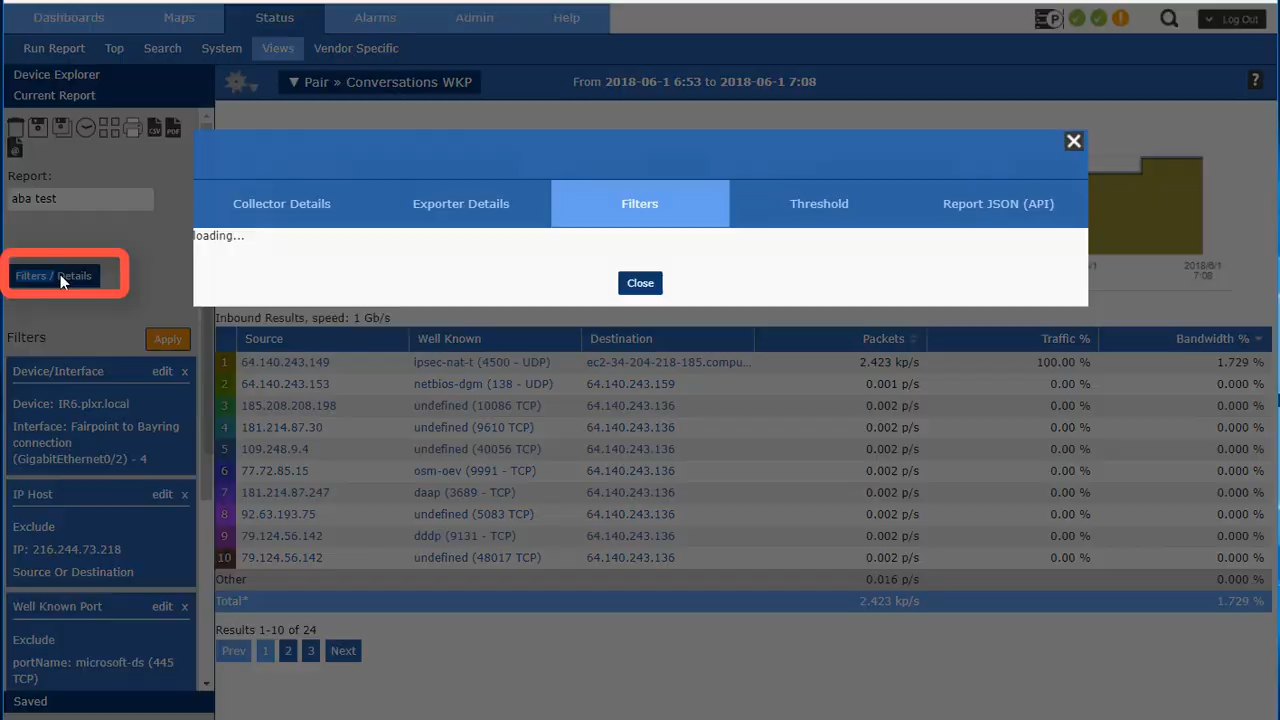 Dashboards Maps Status Alarms Admin Help
P Log Out
Run Report Top Search System Views Vendor Specific
Device Explorer
Current Report
▼ Pair » Conversations WKP
From 2018-06-1 6:53 to 2018-06-1 7:08
?
CSV PDF
@
Report:
aba test
Filters / Details
Filters Apply
Device/Interface edit x
Device: IR6.plxr.local
Interface: Fairpoint to Bayring
connection
(GigabitEthernet0/2) - 4
IP Host edit x
Exclude
IP: 216.244.73.218
Source Or Destination
Well Known Port edit x
Exclude
portName: microsoft-ds (445
TCP)
Saved
Collector Details Exporter Details Filters Threshold Report JSON (API)
loading...
Close
2018/6/1
7:08
Inbound Results, speed: 1 Gb/s
Source Well Known Destination Packets Traffic % Bandwidth %
1 64.140.243.149 ipsec-nat-t (4500 - UDP) ec2-34-204-218-185.compu... 2.423 kp/s 100.00 % 1.729 %
2 64.140.243.153 netbios-dgm (138 - UDP) 64.140.243.159 0.001 p/s 0.00 % 0.000 %
3 185.208.208.198 undefined (10086 TCP) 64.140.243.136 0.002 p/s 0.00 % 0.000 %
4 181.214.87.30 undefined (9610 TCP) 64.140.243.136 0.002 p/s 0.00 % 0.000 %
5 109.248.9.4 undefined (40056 TCP) 64.140.243.136 0.002 p/s 0.00 % 0.000 %
6 77.72.85.15 osm-oev (9991 - TCP) 64.140.243.136 0.002 p/s 0.00 % 0.000 %
7 181.214.87.247 daap (3689 - TCP) 64.140.243.136 0.002 p/s 0.00 % 0.000 %
8 92.63.193.75 undefined (5083 TCP) 64.140.243.136 0.002 p/s 0.00 % 0.000 %
9 79.124.56.142 dddp (9131 - TCP) 64.140.243.136 0.002 p/s 0.00 % 0.000 %
10 79.124.56.142 undefined (48017 TCP) 64.140.243.136 0.002 p/s 0.00 % 0.000 %
Other 0.016 p/s 0.000 %
Total* 2.423 kp/s 1.729 %
Results 1-10 of 24
Prev 1 2 3 Next